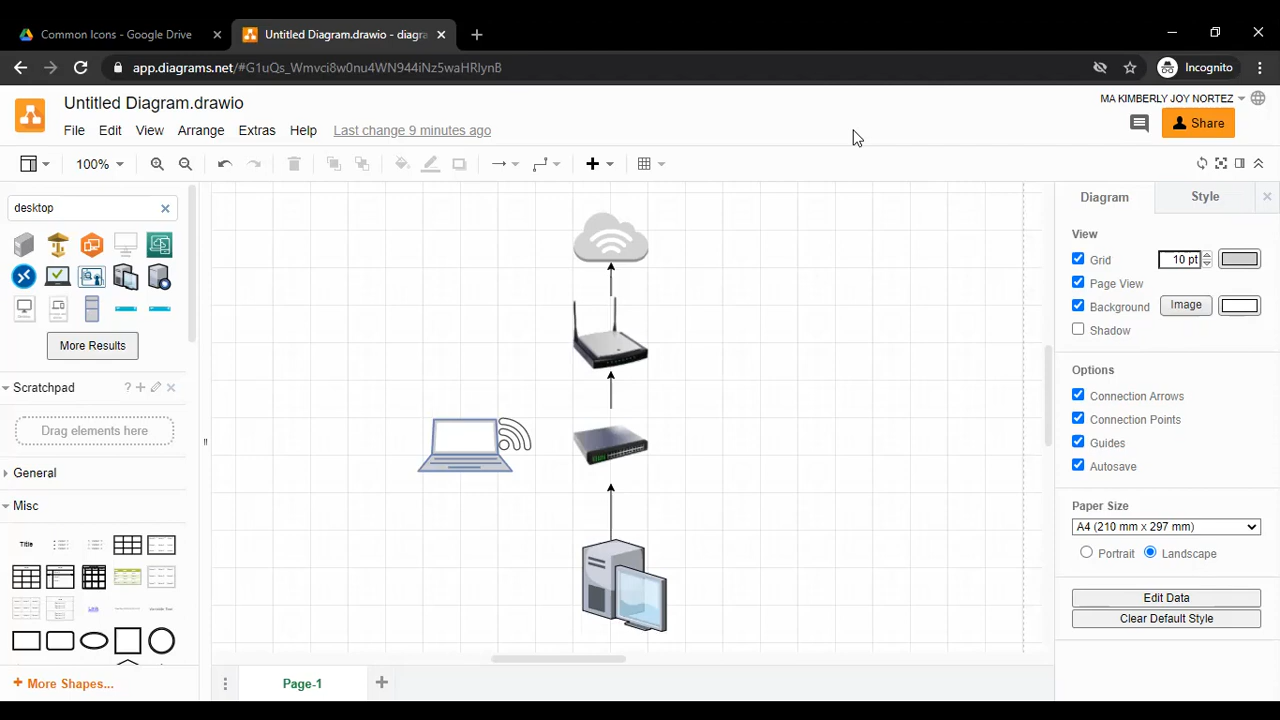 Common Icons - Google Drive
Untitled Diagram.drawio - diagra
app.diagrams.net/#G1uQs_Wmvci8w0nu4WN944iNz5waHRlynB
Incognito
Untitled Diagram.drawio
MA KIMBERLY JOY NORTEZ
File Edit View Arrange Extras Help Last change 9 minutes ago
Share
100%
desktop
Diagram Style
View
Grid 10 pt
Page View
Background Image
Shadow
More Results
Options
Scratchpad ?
Connection Arrows
Connection Points
Drag elements here
Guides
Autosave
General
Misc
Paper Size
A4 (210 mm x 297 mm)
Title
Portrait Landscape
Edit Data
Clear Default Style
More Shapes...
Page-1